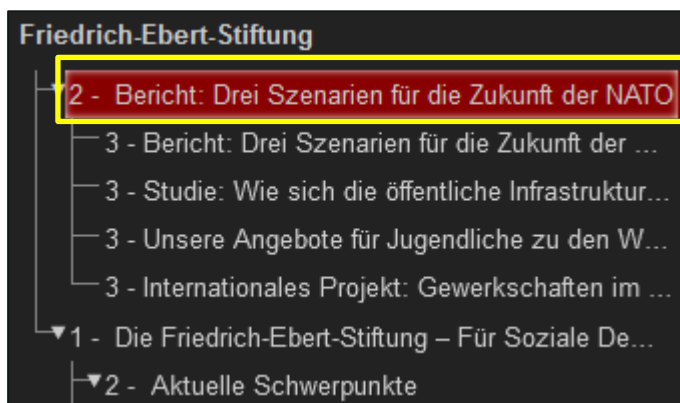 Friedrich-Ebert-Stiftung
2 - Bericht: Drei Szenarien für die Zukunft der NATO
3 - Bericht: Drei Szenarien für die Zukunft der ...
3 - Studie: Wie sich die öffentliche Infrastruktur...
3 - Unsere Angebote für Jugendliche zu den W...
3 - Internationales Projekt: Gewerkschaften im ...
1 - Die Friedrich-Ebert-Stiftung – Für Soziale De...
2 - Aktuelle Schwerpunkte